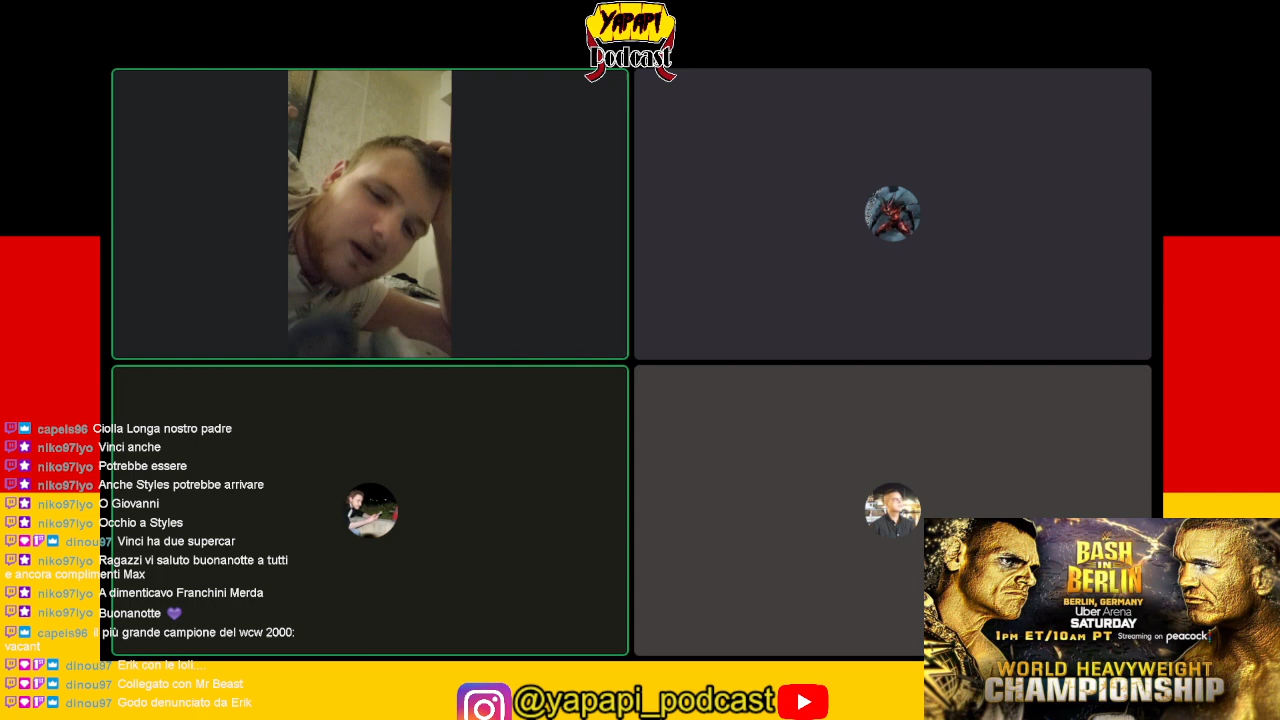 YAPAPI
Podcast
capeis96 Ciolla Longa nostro padre
niko97lyo Vinci anche
niko97lyo Potrebbe essere
niko97lyo Anche Styles potrebbe arrivare
niko97lyo O Giovanni
niko97lyo Occhio a Styles
dinou97 Vinci ha due supercar
niko97lyo Ragazzi vi saluto buonanotte a tutti
e ancora complimenti Max
niko97lyo A dimenticavo Franchini Merda
niko97lyo Buonanotte 💜
capeis96 Il più grande campione del wcw 2000:
vacant
dinou97 Erik con le loli....
dinou97 Collegato con Mr Beast
dinou97 Godo denunciato da Erik
@yapapi_podcast
BASH
IN
BERLIN
BERLIN, GERMANY
Uber Arena
SATURDAY
1PM ET/10AM PT Streaming on peacock
WORLD HEAVYWEIGHT
CHAMPIONSHIP